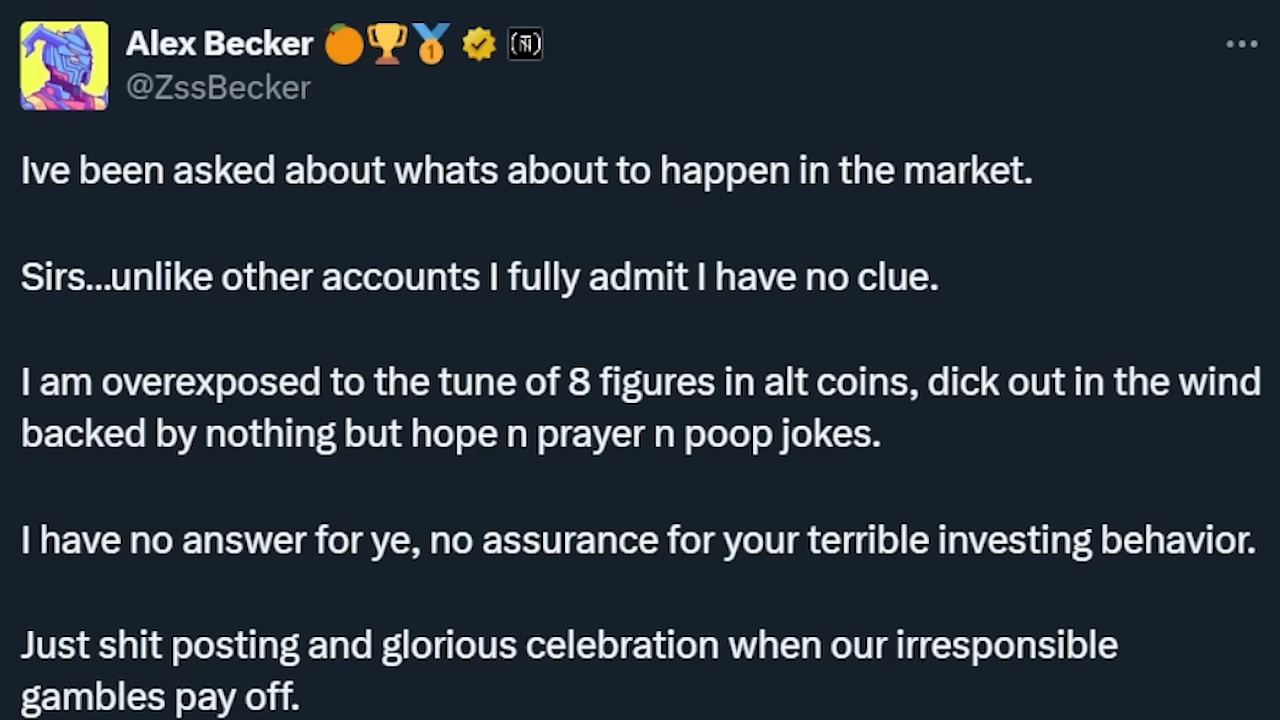 Alex Becker 🍊🏆🥇
@ZssBecker
Ive been asked about whats about to happen in the market.
Sirs...unlike other accounts I fully admit I have no clue.
I am overexposed to the tune of 8 figures in alt coins, dick out in the wind
backed by nothing but hope n prayer n poop jokes.
I have no answer for ye, no assurance for your terrible investing behavior.
Just shit posting and glorious celebration when our irresponsible
gambles pay off.